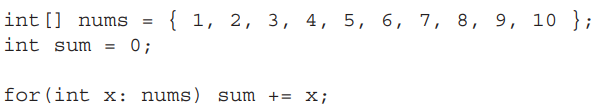 int[] nums = { 1, 2, 3, 4, 5, 6, 7, 8, 9, 10 };
int sum = 0;
for(int x: nums) sum += x;